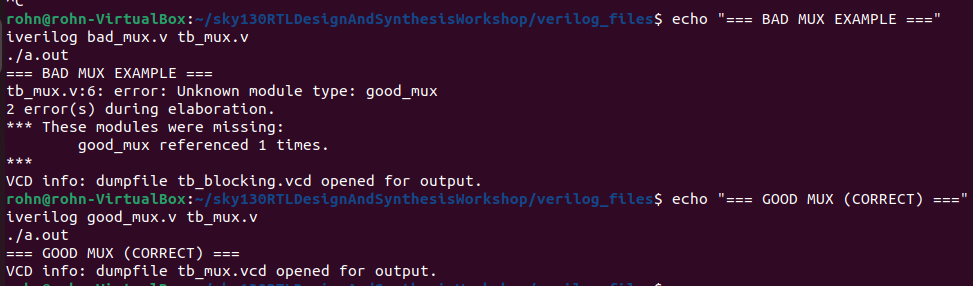 ^C
rohn@rohn-VirtualBox:~/sky130RTLDesignAndSynthesisWorkshop/verilog_files$ echo "=== BAD MUX EXAMPLE ==="
iverilog bad_mux.v tb_mux.v
./a.out
=== BAD MUX EXAMPLE ===
tb_mux.v:6: error: Unknown module type: good_mux
2 error(s) during elaboration.
*** These modules were missing:
        good_mux referenced 1 times.
***
VCD info: dumpfile tb_blocking.vcd opened for output.
rohn@rohn-VirtualBox:~/sky130RTLDesignAndSynthesisWorkshop/verilog_files$ echo "=== GOOD MUX (CORRECT) ==="
iverilog good_mux.v tb_mux.v
./a.out
=== GOOD MUX (CORRECT) ===
VCD info: dumpfile tb_mux.vcd opened for output.